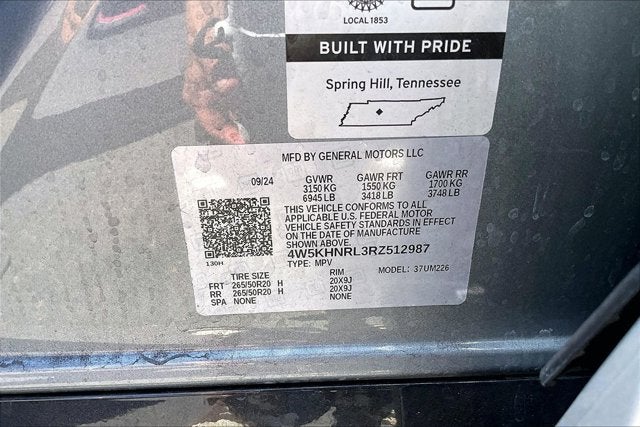 LOCAL 1853
BUILT WITH PRIDE
Spring Hill, Tennessee
MFD BY GENERAL MOTORS LLC
09/24 GVWR GAWR FRT GAWR RR
3150 KG 1550 KG 1700 KG
6945 LB 3418 LB 3748 LB
THIS VEHICLE CONFORMS TO ALL
APPLICABLE U.S. FEDERAL MOTOR
VEHICLE SAFETY STANDARDS IN EFFECT
ON THE DATE OF MANUFACTURE
SHOWN ABOVE.
4W5KHNRL3RZ512987
130H TYPE: MPV MODEL: 37UM226
TIRE SIZE RIM
FRT 265/50R20 H 20X9J
RR 265/50R20 H 20X9J
SPA NONE NONE